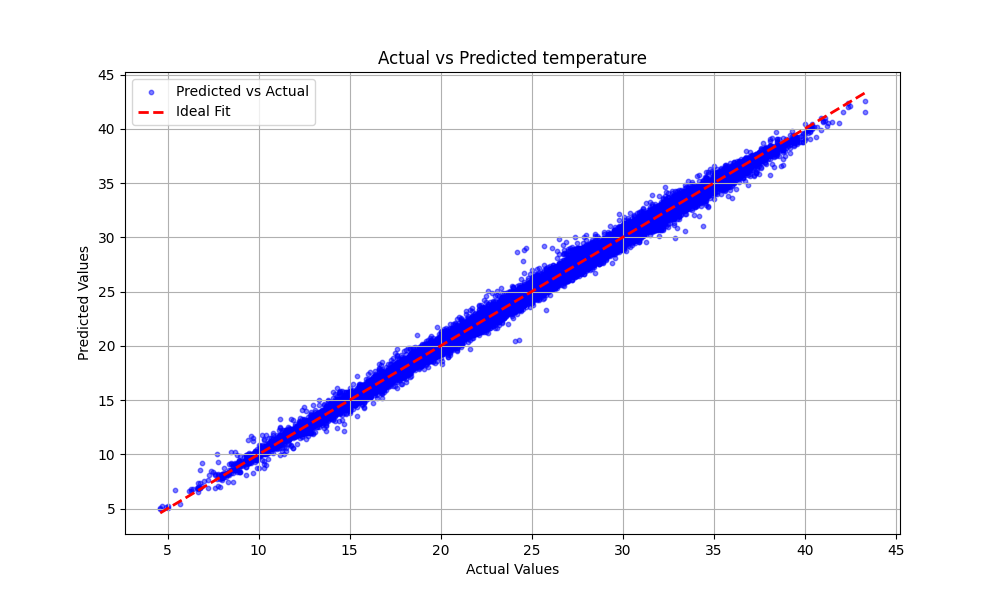 Actual vs Predicted temperature
Predicted vs Actual
Ideal Fit
45
40
35
30
25
20
15
10
5
Predicted Values
5 10 15 20 25 30 35 40 45
Actual Values